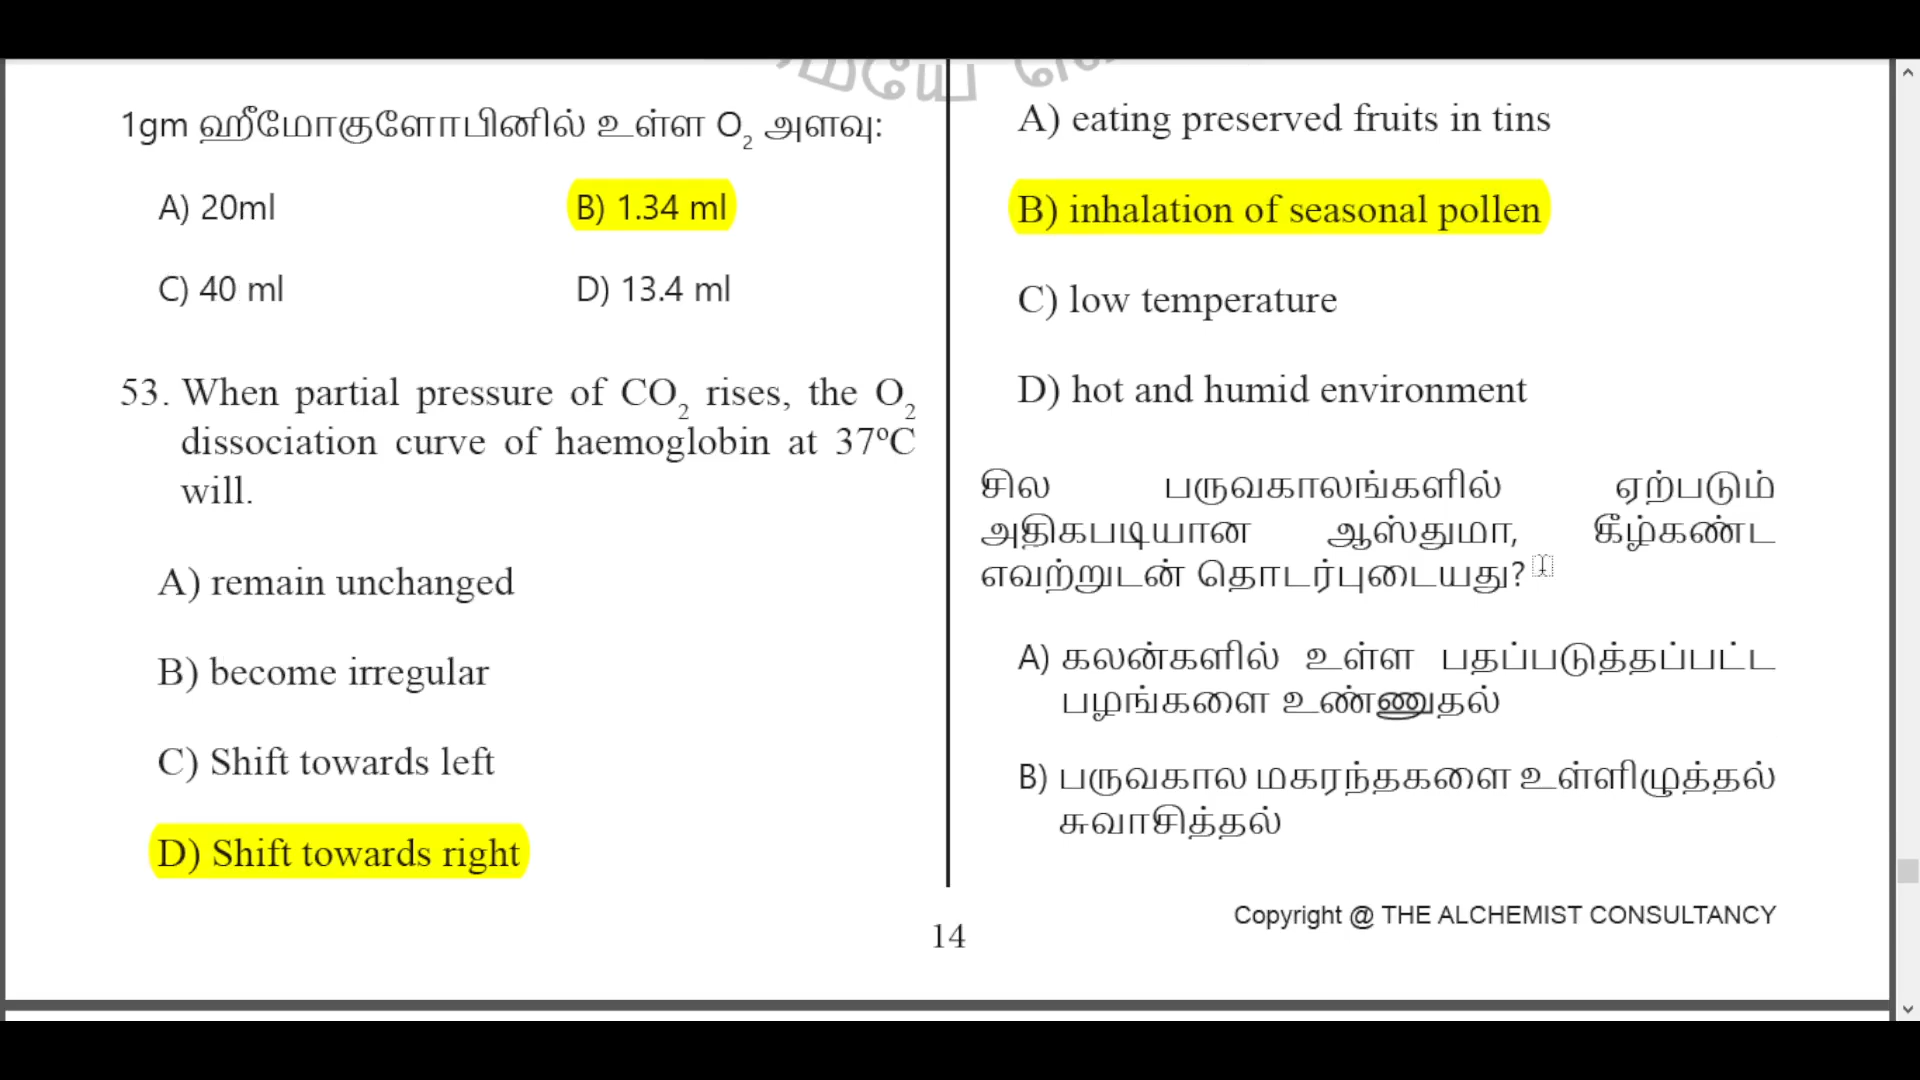 1gm ஹீமோகுளோபினில் உள்ள O2 அளவு:
A) 20ml B) 1.34 ml
C) 40 ml D) 13.4 ml
53. When partial pressure of CO2 rises, the O2
dissociation curve of haemoglobin at 37ºC
will.
A) remain unchanged
B) become irregular
C) Shift towards left
D) Shift towards right
A) eating preserved fruits in tins
B) inhalation of seasonal pollen
C) low temperature
D) hot and humid environment
சில பருவகாலங்களில் ஏற்படும்
அதிகபடியான ஆஸ்துமா, கீழ்கண்ட
எவற்றுடன் தொடர்புடையது?
A) கலன்களில் உள்ள பதப்படுத்தப்பட்ட
பழங்களை உண்ணுதல்
B) பருவகால மகரந்தகளை உள்ளிழுத்தல்
சுவாசித்தல்
Copyright @ THE ALCHEMIST CONSULTANCY
14